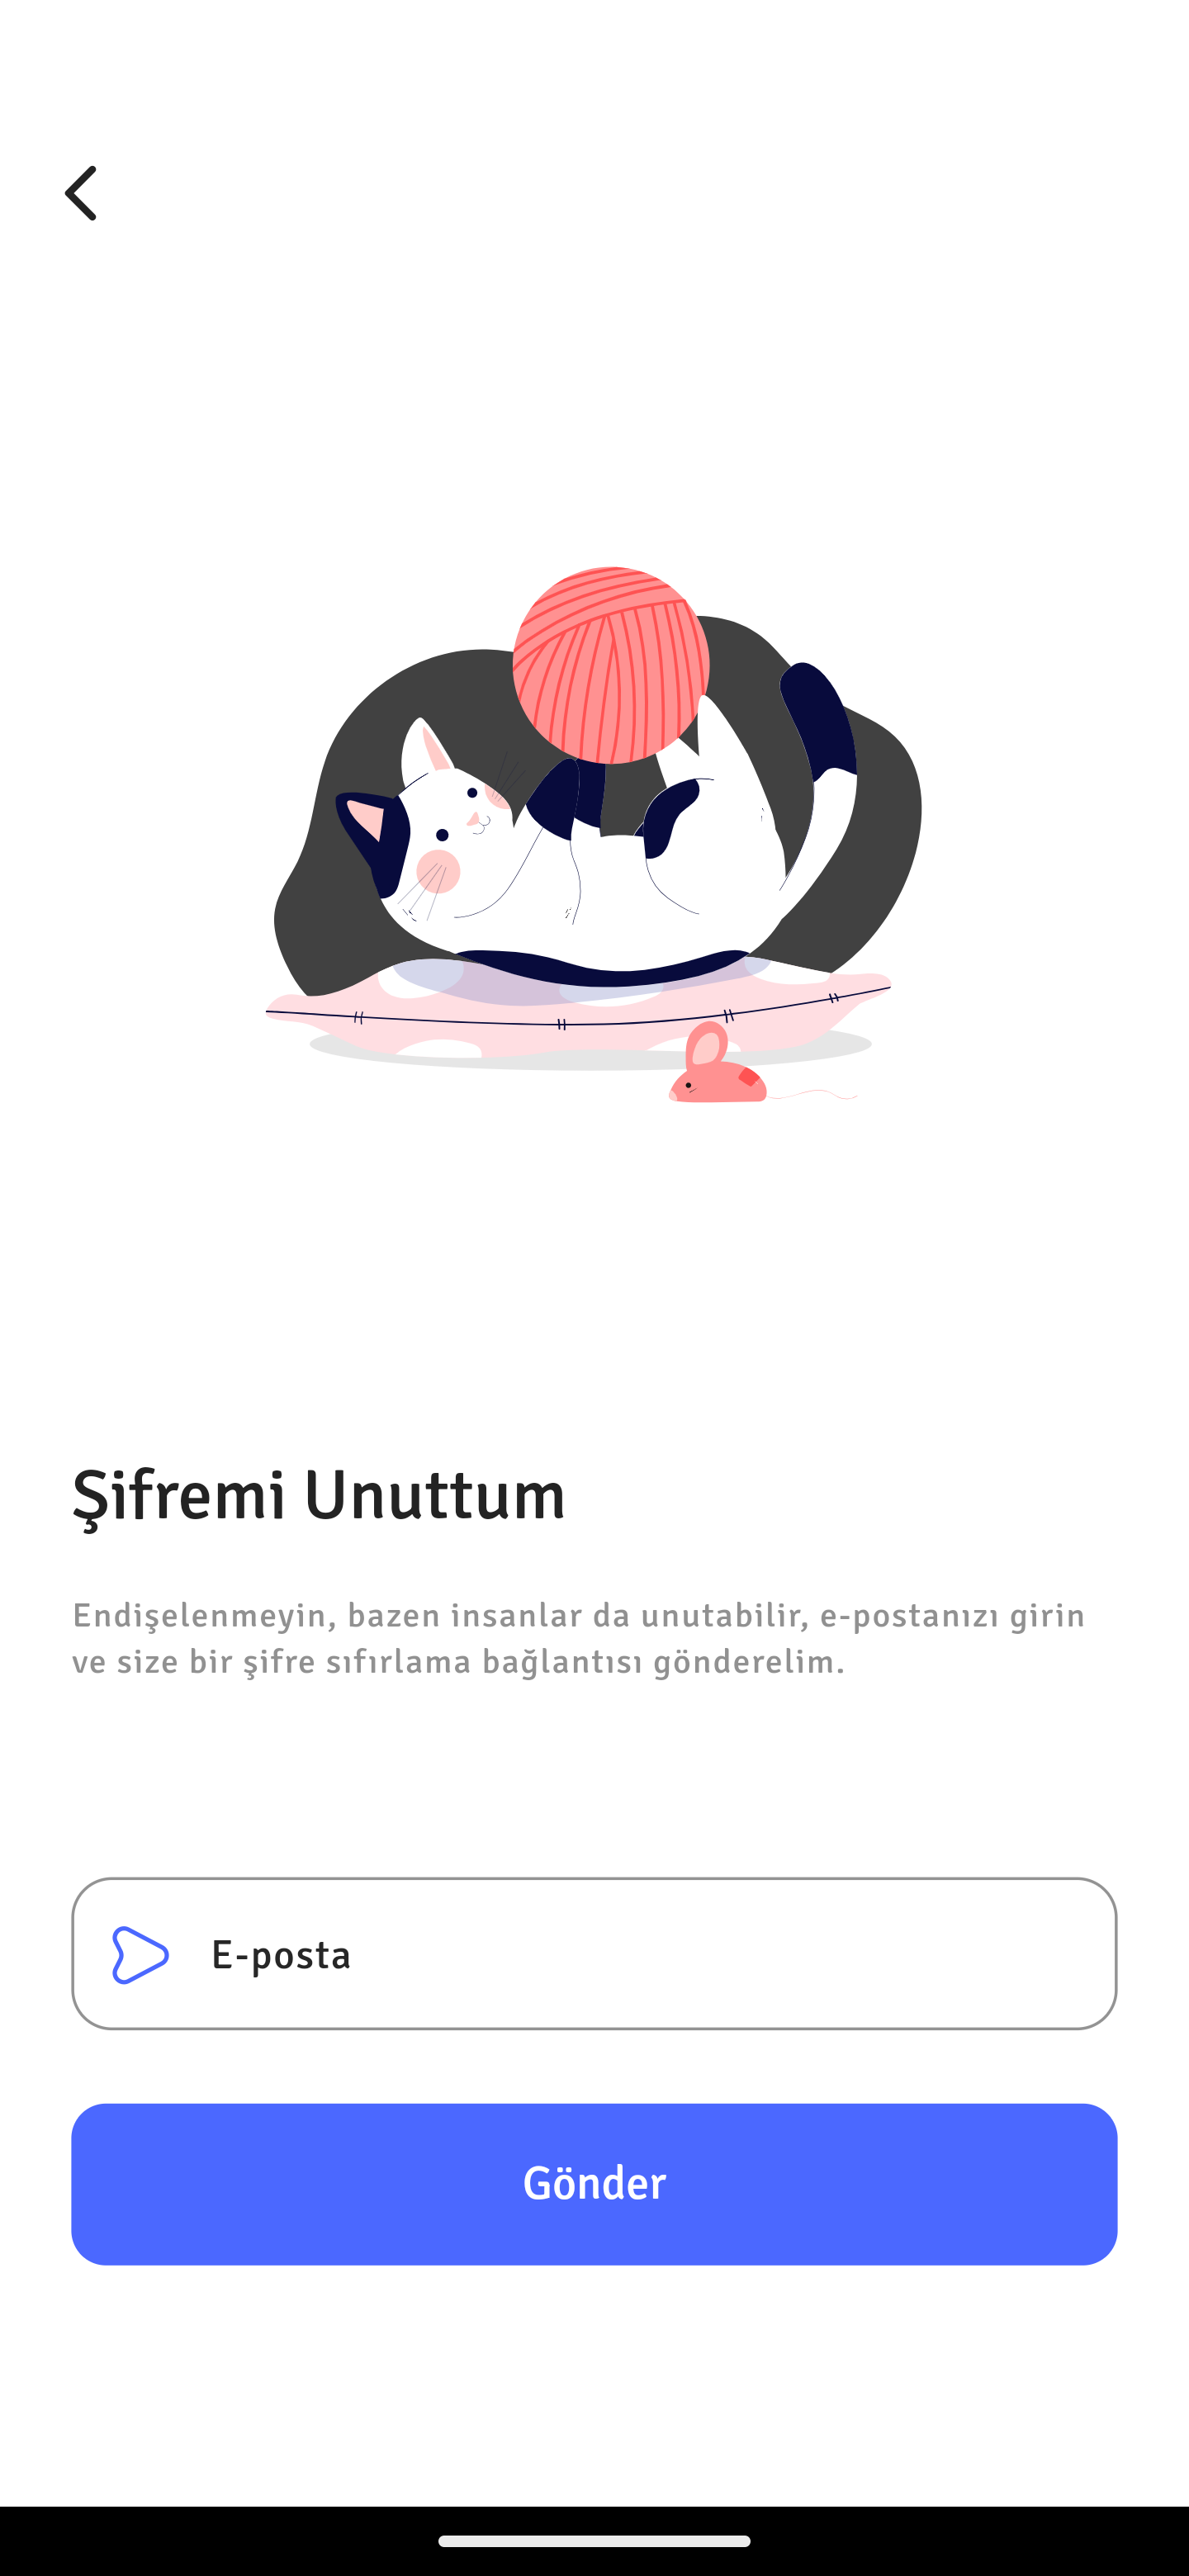 Şifremi Unuttum
Endişelenmeyin, bazen insanlar da unutabilir, e-postanızı girin
ve size bir şifre sıfırlama bağlantısı gönderelim.
E-posta
Gönder